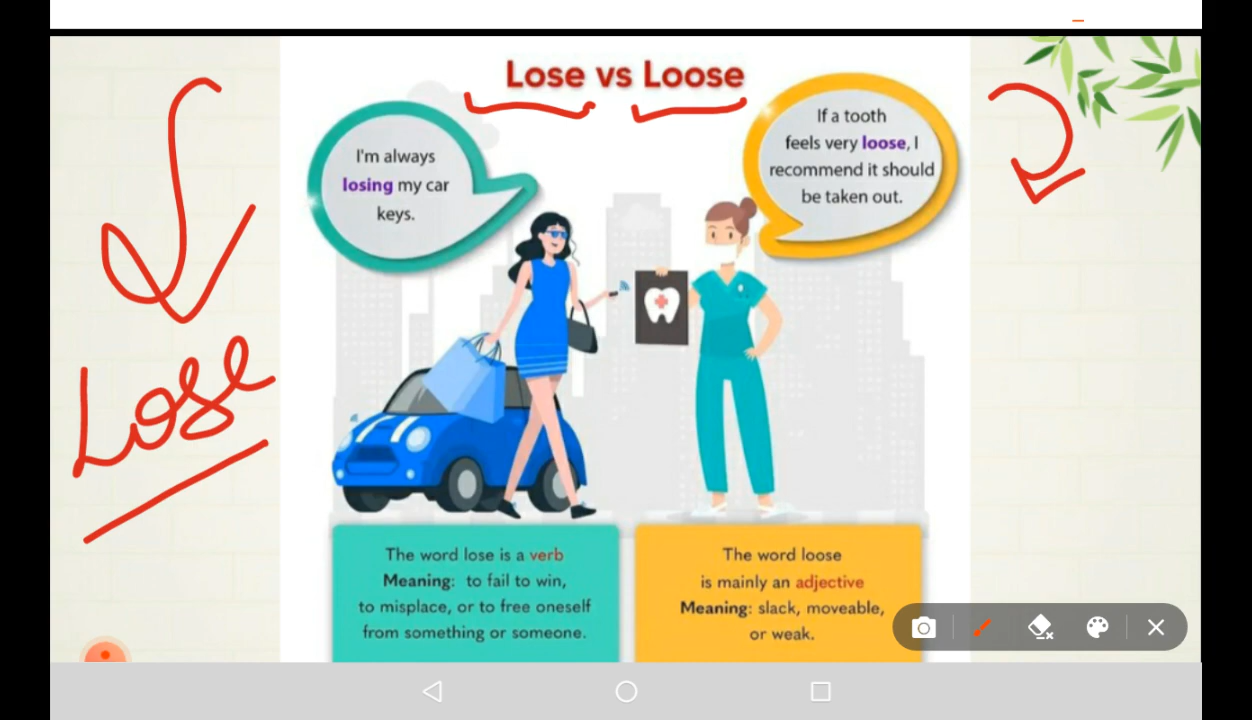 Lose vs Loose
I'm always
losing my car
keys.
If a tooth
feels very loose, I
recommend it should
be taken out.
Lose
The word lose is a verb
Meaning: to fail to win,
to misplace, or to free oneself
from something or someone.
The word loose
is mainly an adjective
Meaning: slack, moveable,
or weak.